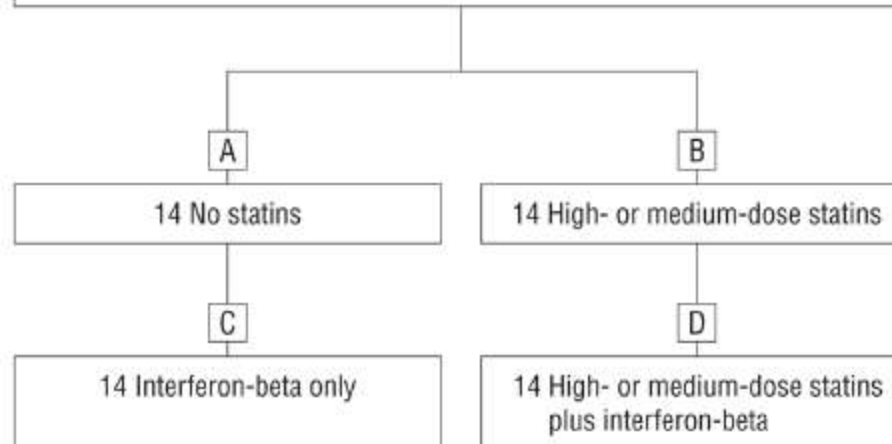 A
B
14 No statins
14 High- or medium-dose statins
C
D
14 Interferon-beta only
14 High- or medium-dose statins
plus interferon-beta